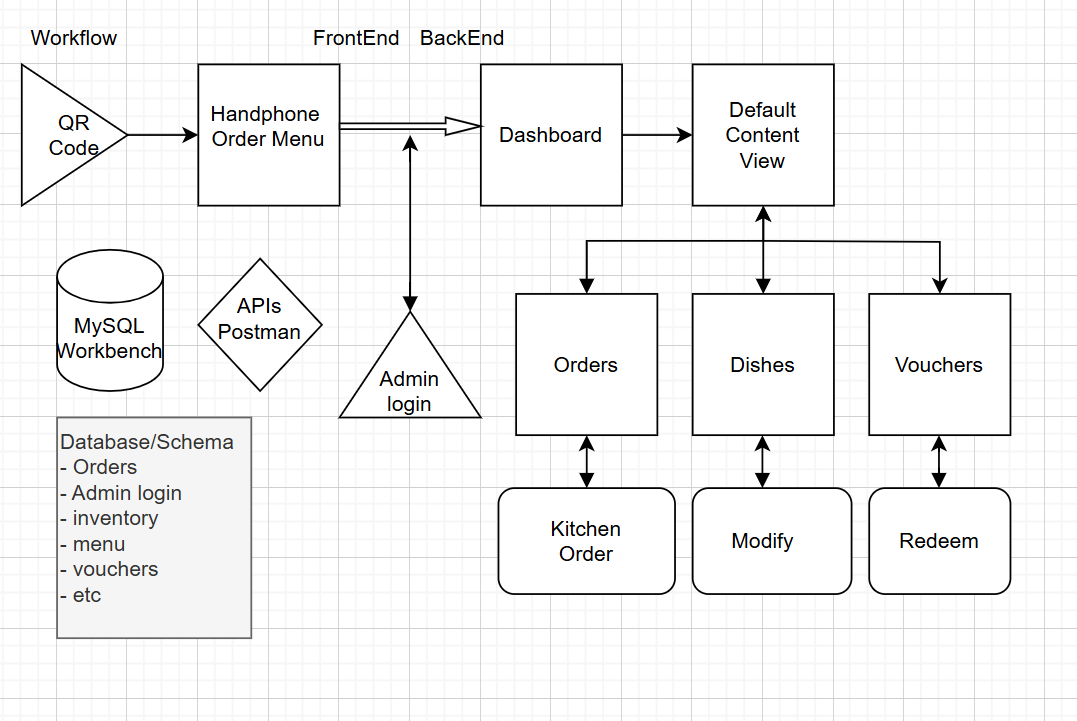 Workflow
FrontEnd
BackEnd
QR
Code
Handphone
Order Menu
Dashboard
Default
Content
View
MySQL
Workbench
APIs
Postman
Admin
login
Orders
Dishes
Vouchers
Database/Schema
- Orders
- Admin login
- inventory
- menu
- vouchers
- etc
Kitchen
Order
Modify
Redeem